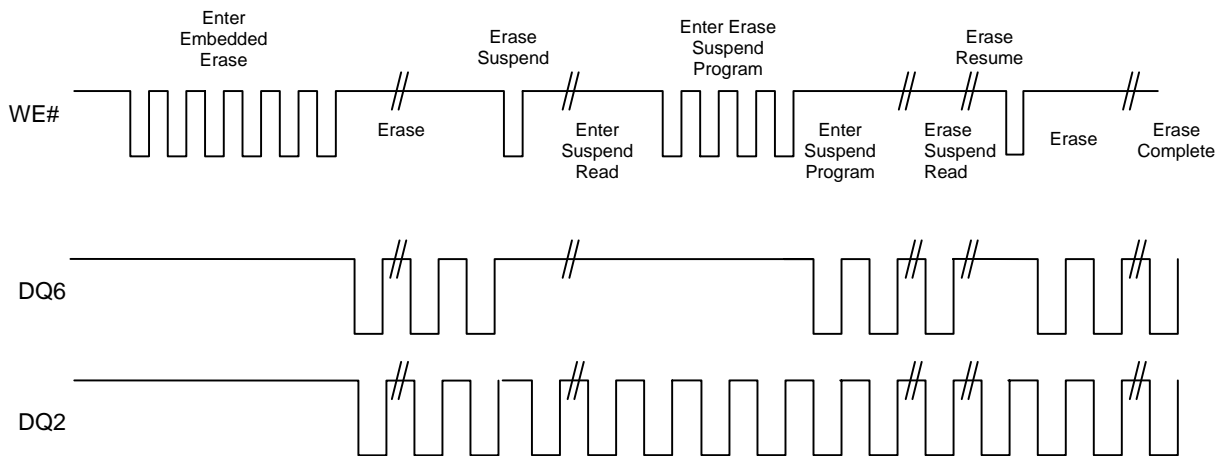 Enter
Embedded
Erase
Erase
Suspend
Enter Erase
Suspend
Program
Erase
Resume
WE#
Erase
Enter
Suspend
Read
Enter
Suspend
Program
Erase
Suspend
Read
Erase
Erase
Complete
DQ6
DQ2